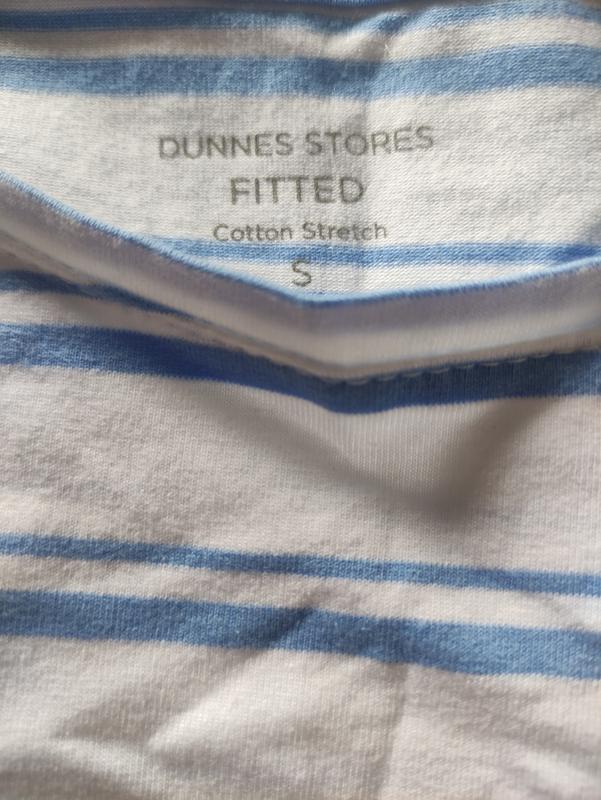 DUNNES STORES
FITTED
Cotton Stretch
S